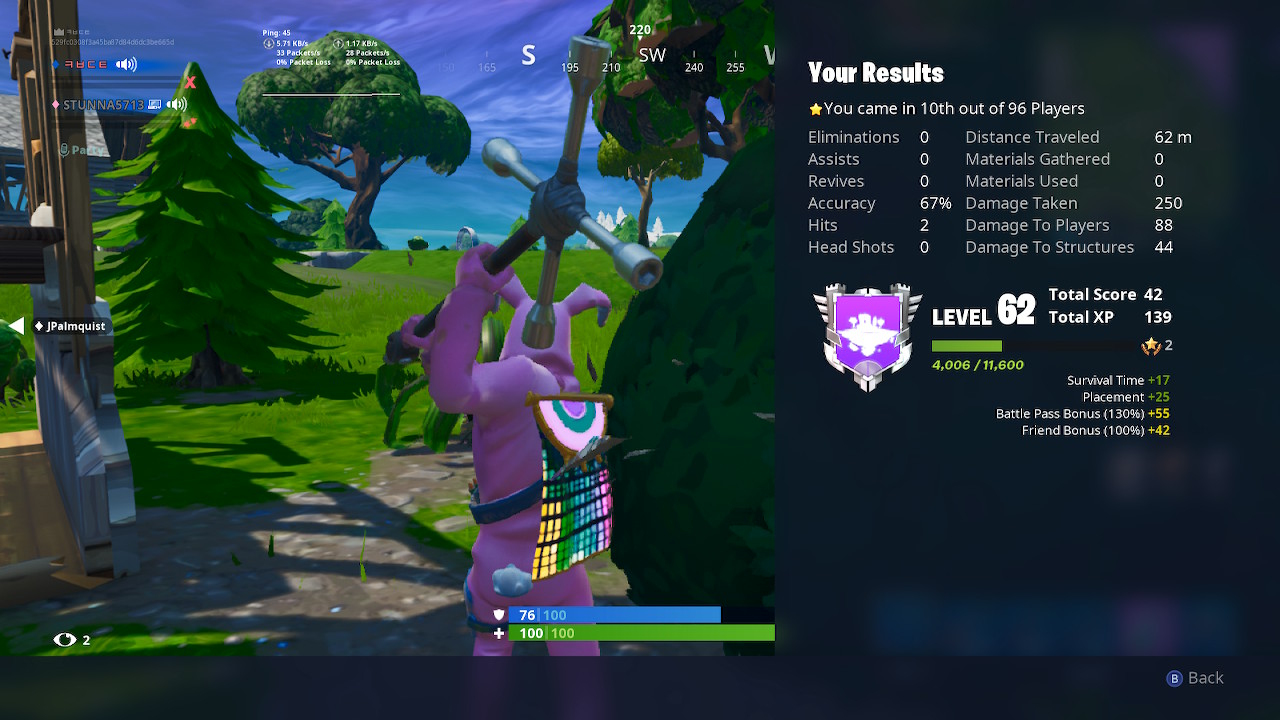 ㅋㅂㄷㄷ
Ping: 45
5.71 KB/s 1.17 KB/s
33 Packets/s 28 Packets/s
0% Packet Loss 0% Packet Loss
STUNNA5713
Party
220
150 165 S 195 210 SW 240 255 W
JPalmquist
76 | 100
100 | 100
2
Your Results
You came in 10th out of 96 Players
Eliminations 0 Distance Traveled 62 m
Assists 0 Materials Gathered 0
Revives 0 Materials Used 0
Accuracy 67% Damage Taken 250
Hits 2 Damage To Players 88
Head Shots 0 Damage To Structures 44
LEVEL 62
Total Score 42
Total XP 139
2
4,006 / 11,600
Survival Time +17
Placement +25
Battle Pass Bonus (130%) +55
Friend Bonus (100%) +42
B Back